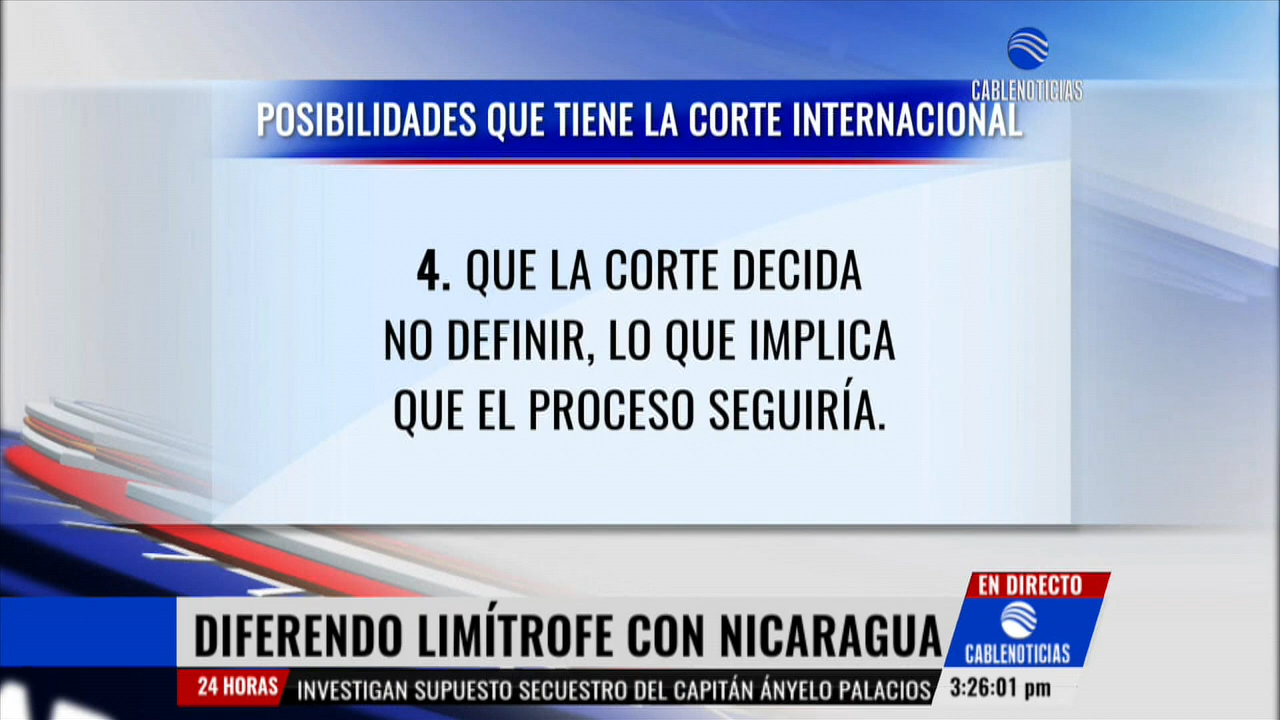 CABLENOTICIAS
POSIBILIDADES QUE TIENE LA CORTE INTERNACIONAL
4. QUE LA CORTE DECIDA
NO DEFINIR, LO QUE IMPLICA
QUE EL PROCESO SEGUIRÍA.
EN DIRECTO
DIFERENDO LIMÍTROFE CON NICARAGUA
CABLENOTICIAS
24 HORAS
INVESTIGAN SUPUESTO SECUESTRO DEL CAPITÁN ÁNYELO PALACIOS
3:26:01 pm